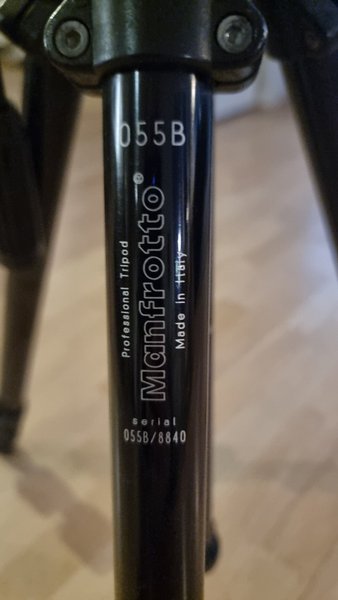 055B
Professional Tripod
Manfrotto®
Made in Italy
serial
055B/8840